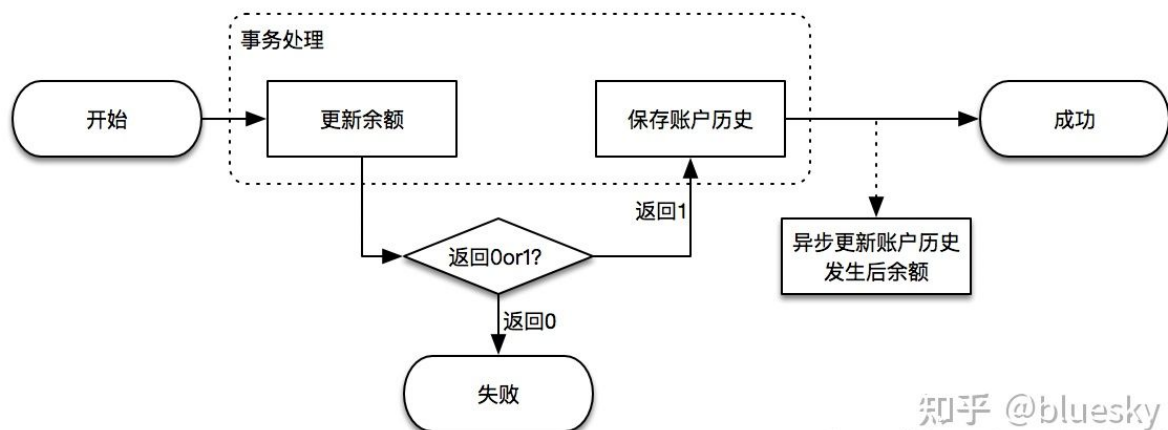 事务处理
开始
更新余额
保存账户历史
成功
返回1
返回0or1?
异步更新账户历史
发生后余额
返回0
失败
知乎 @bluesky